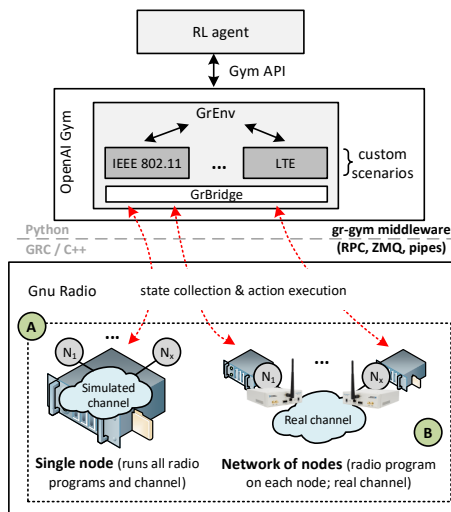 RL agent
Gym API
OpenAI Gym
GrEnv
IEEE 802.11
...
LTE
custom
scenarios
GrBridge
Python
gr-gym middleware
GRC / C++
(RPC, ZMQ, pipes)
Gnu Radio
state collection & action execution
A
...
N1
Nx
Simulated
channel
...
N1
Nx
Real channel
B
Single node (runs all radio
programs and channel)
Network of nodes (radio program
on each node; real channel)